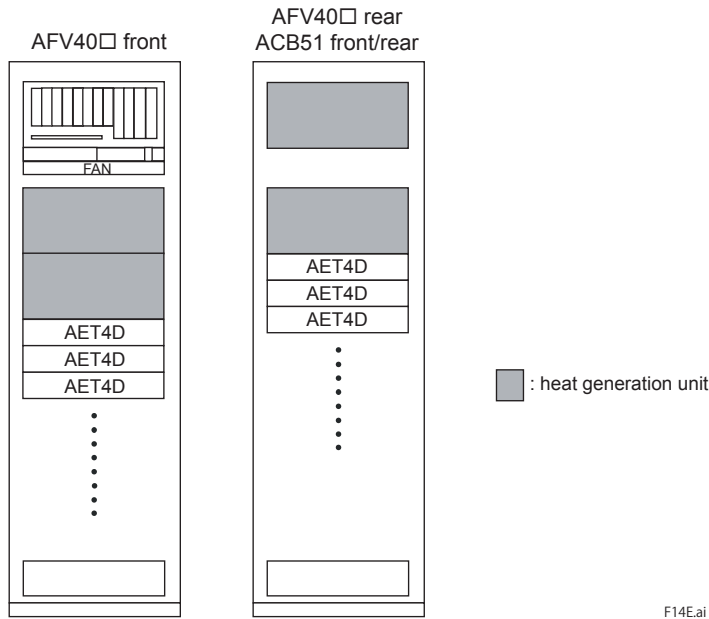 AFV40□ front
FAN
AET4D
AET4D
AET4D
AFV40□ rear
ACB51 front/rear
AET4D
AET4D
AET4D
: heat generation unit
F14E.ai